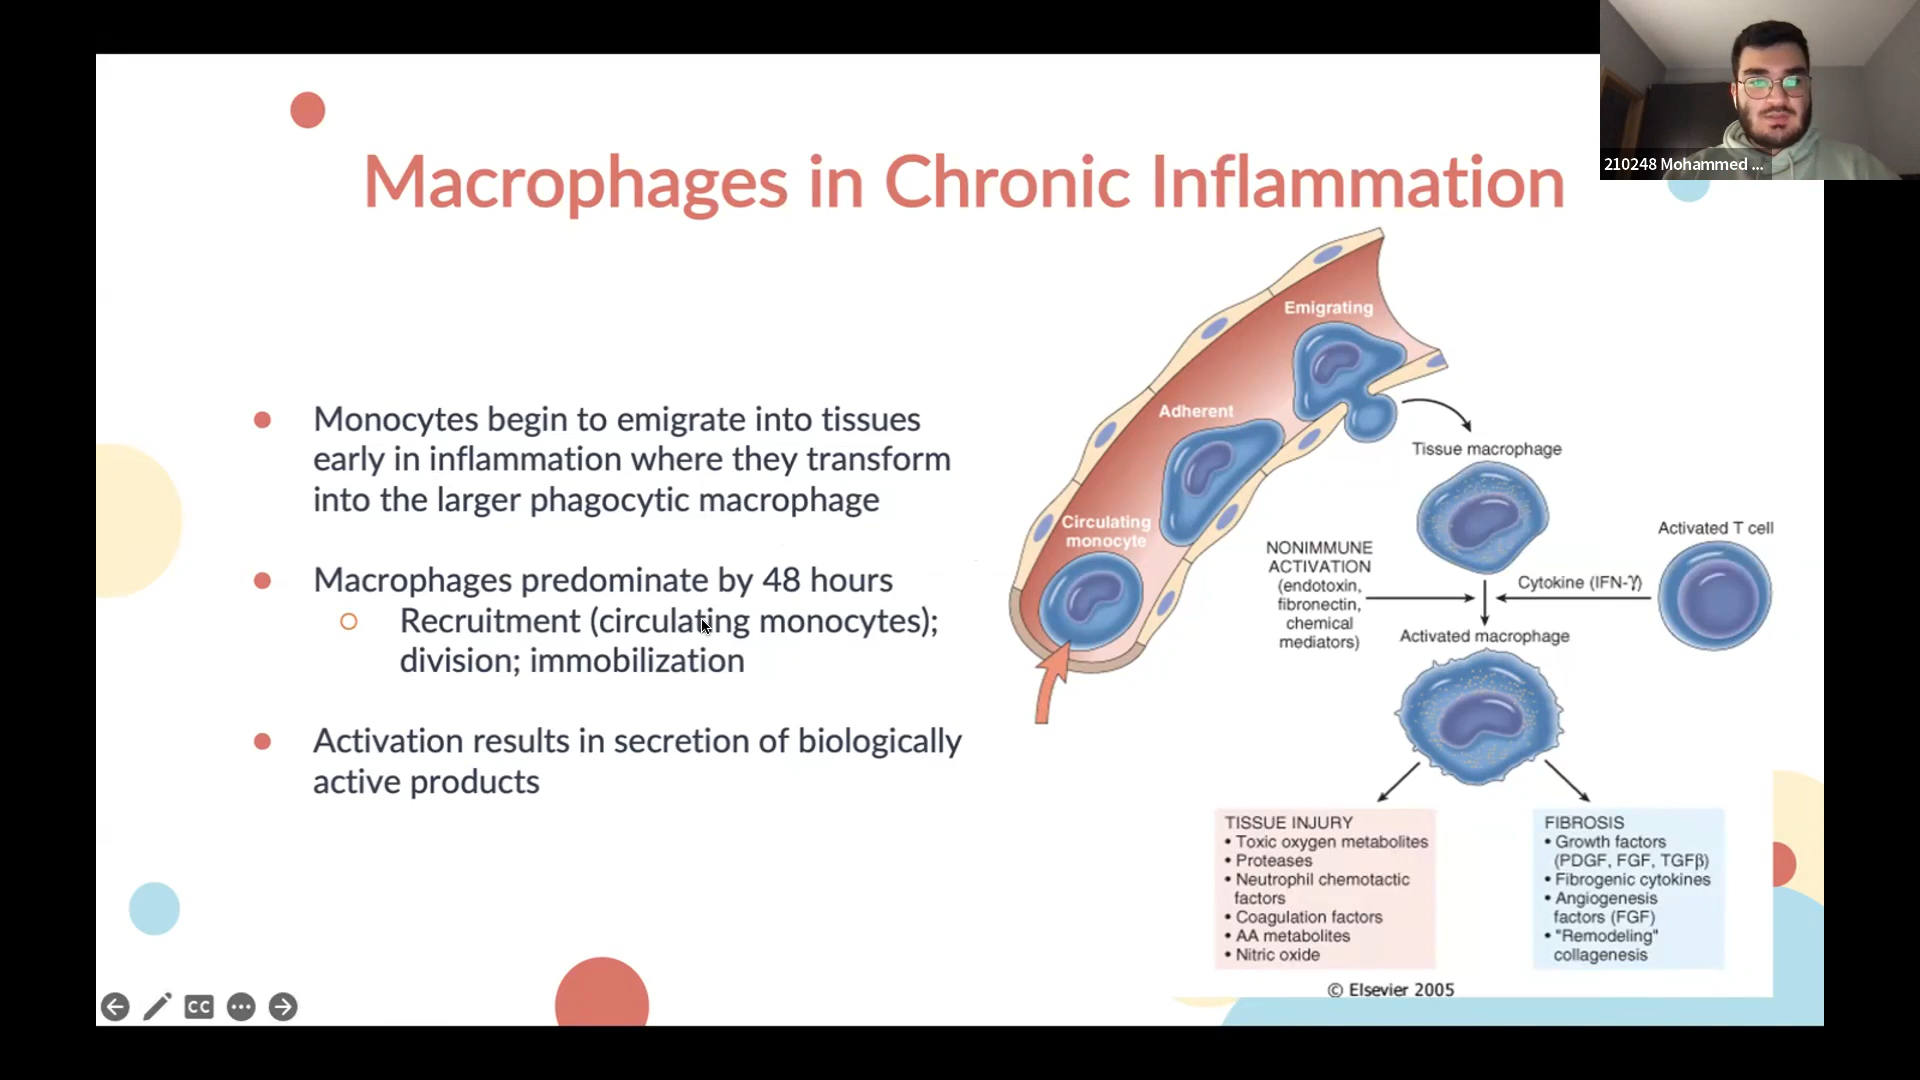 210248 Mohammed ...
Macrophages in Chronic Inflammation
Monocytes begin to emigrate into tissues
early in inflammation where they transform
into the larger phagocytic macrophage
Macrophages predominate by 48 hours
Recruitment (circulating monocytes);
division; immobilization
Activation results in secretion of biologically
active products
Emigrating
Adherent
Circulating
monocyte
Tissue macrophage
Activated T cell
NONIMMUNE
ACTIVATION
(endotoxin,
fibronectin,
chemical
mediators)
Cytokine (IFN-γ)
Activated macrophage
TISSUE INJURY
• Toxic oxygen metabolites
• Proteases
• Neutrophil chemotactic
factors
• Coagulation factors
• AA metabolites
• Nitric oxide
FIBROSIS
• Growth factors
(PDGF, FGF, TGFβ)
• Fibrogenic cytokines
• Angiogenesis
factors (FGF)
• "Remodeling"
collagenesis
© Elsevier 2005
CC